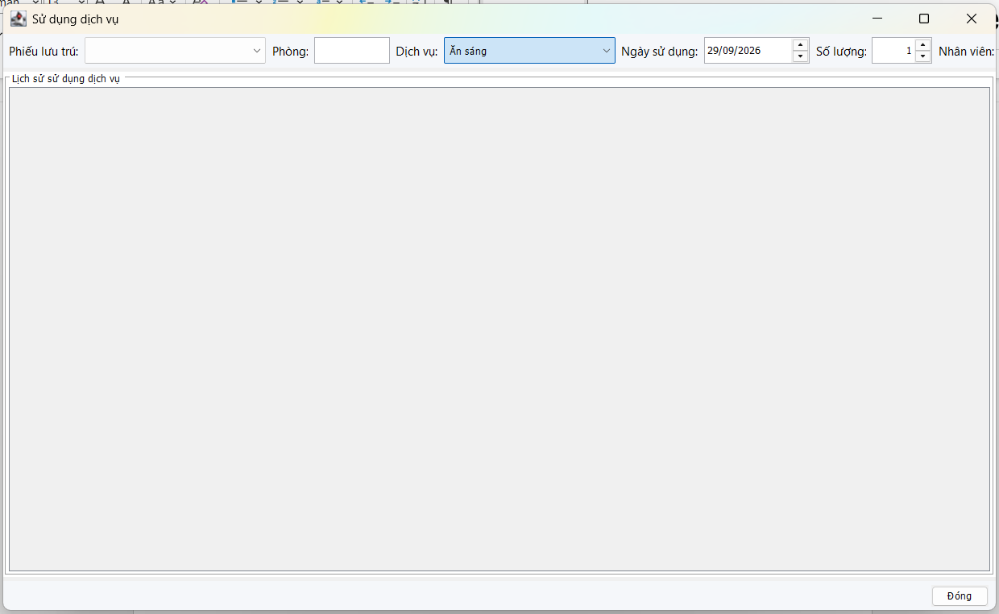 Sử dụng dịch vụ
Phiếu lưu trú: Phòng: Dịch vụ: Ăn sáng Ngày sử dụng: 29/09/2026 Số lượng: 1 Nhân viên:
Lịch sử sử dụng dịch vụ
Đóng